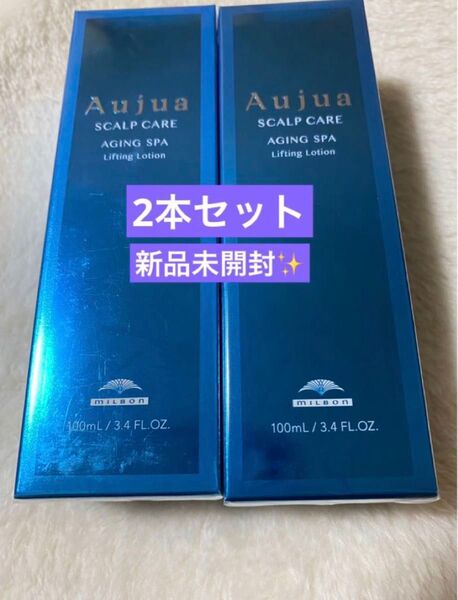 Aujua
SCALP CARE
AGING SPA
Lifting Lotion
MILBON
100mL / 3.4 FL.OZ.
Aujua
SCALP CARE
AGING SPA
Lifting Lotion
MILBON
100mL / 3.4 FL.OZ.
2本セット
新品未開封✨